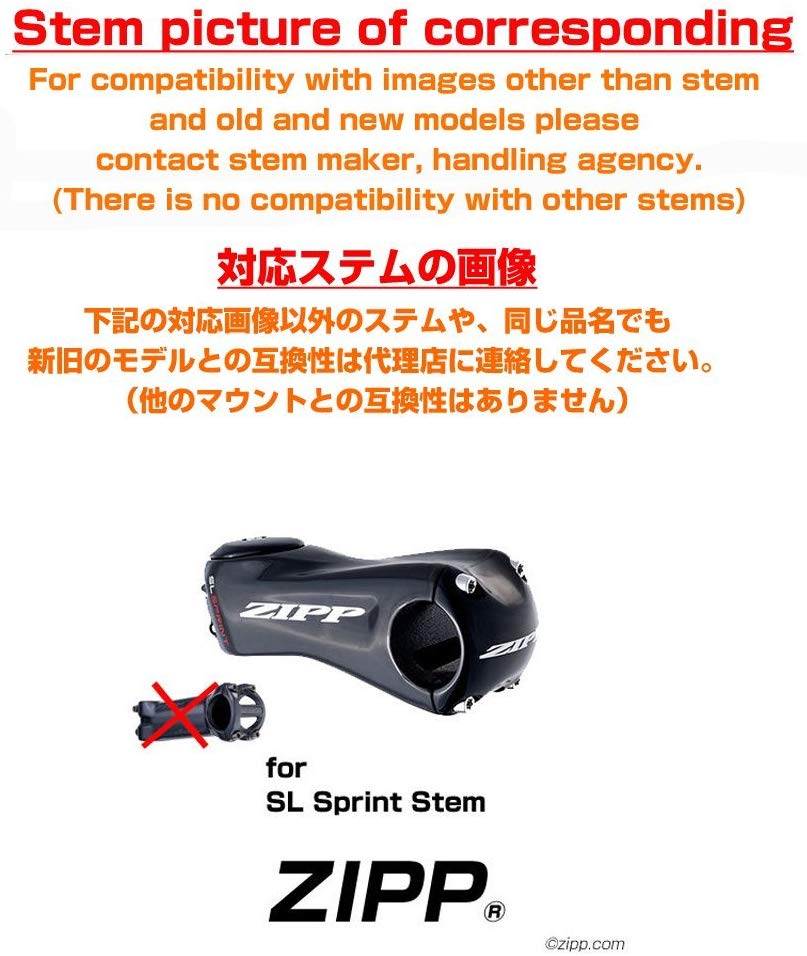 Stem picture of corresponding
For compatibility with images other than stem
and old and new models please
contact stem maker, handling agency.
(There is no compatibility with other stems)
対応ステムの画像
下記の対応画像以外のステムや、同じ品名でも
新旧のモデルとの互換性は代理店に連絡してください。
（他のマウントとの互換性はありません）
SL SPRINT
ZIPP
ZIPP
for
SL Sprint Stem
ZIPP®
©zipp.com